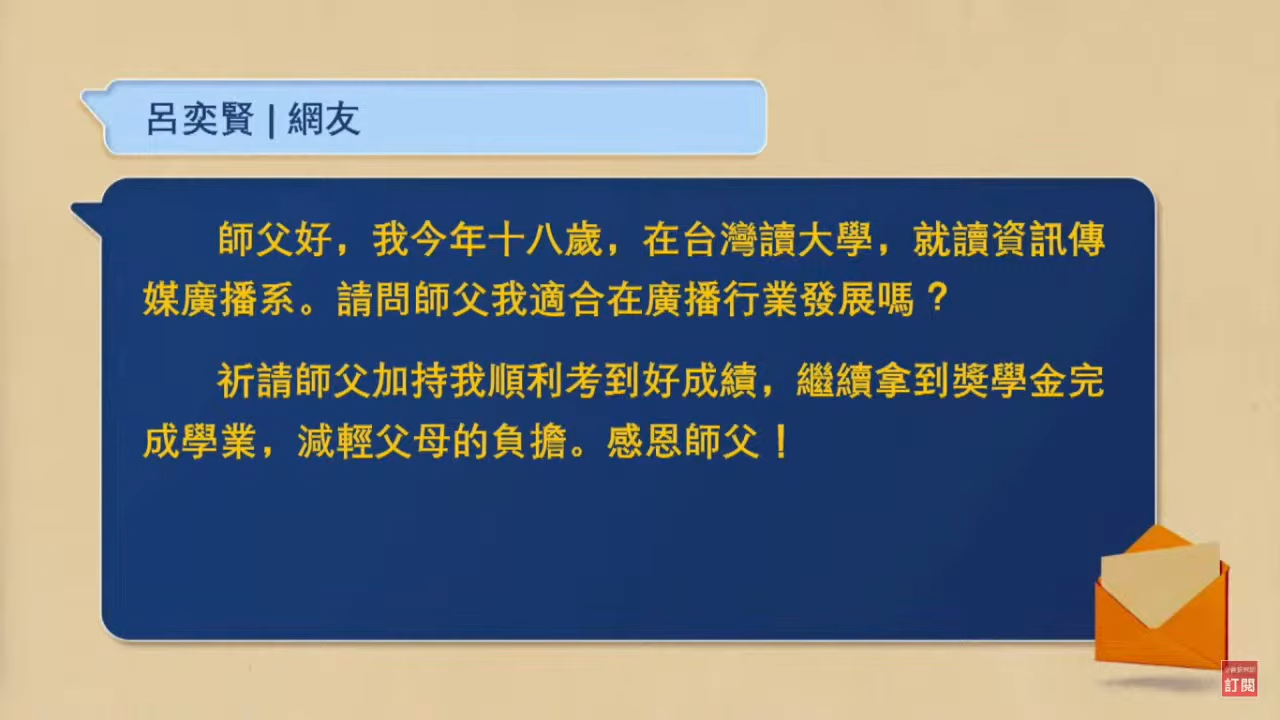 呂奕賢 | 網友
師父好，我今年十八歲，在台灣讀大學，就讀資訊傳
媒廣播系。請問師父我適合在廣播行業發展嗎？
祈請師父加持我順利考到好成績，繼續拿到獎學金完
成學業，減輕父母的負擔。感恩師父！
訂閱